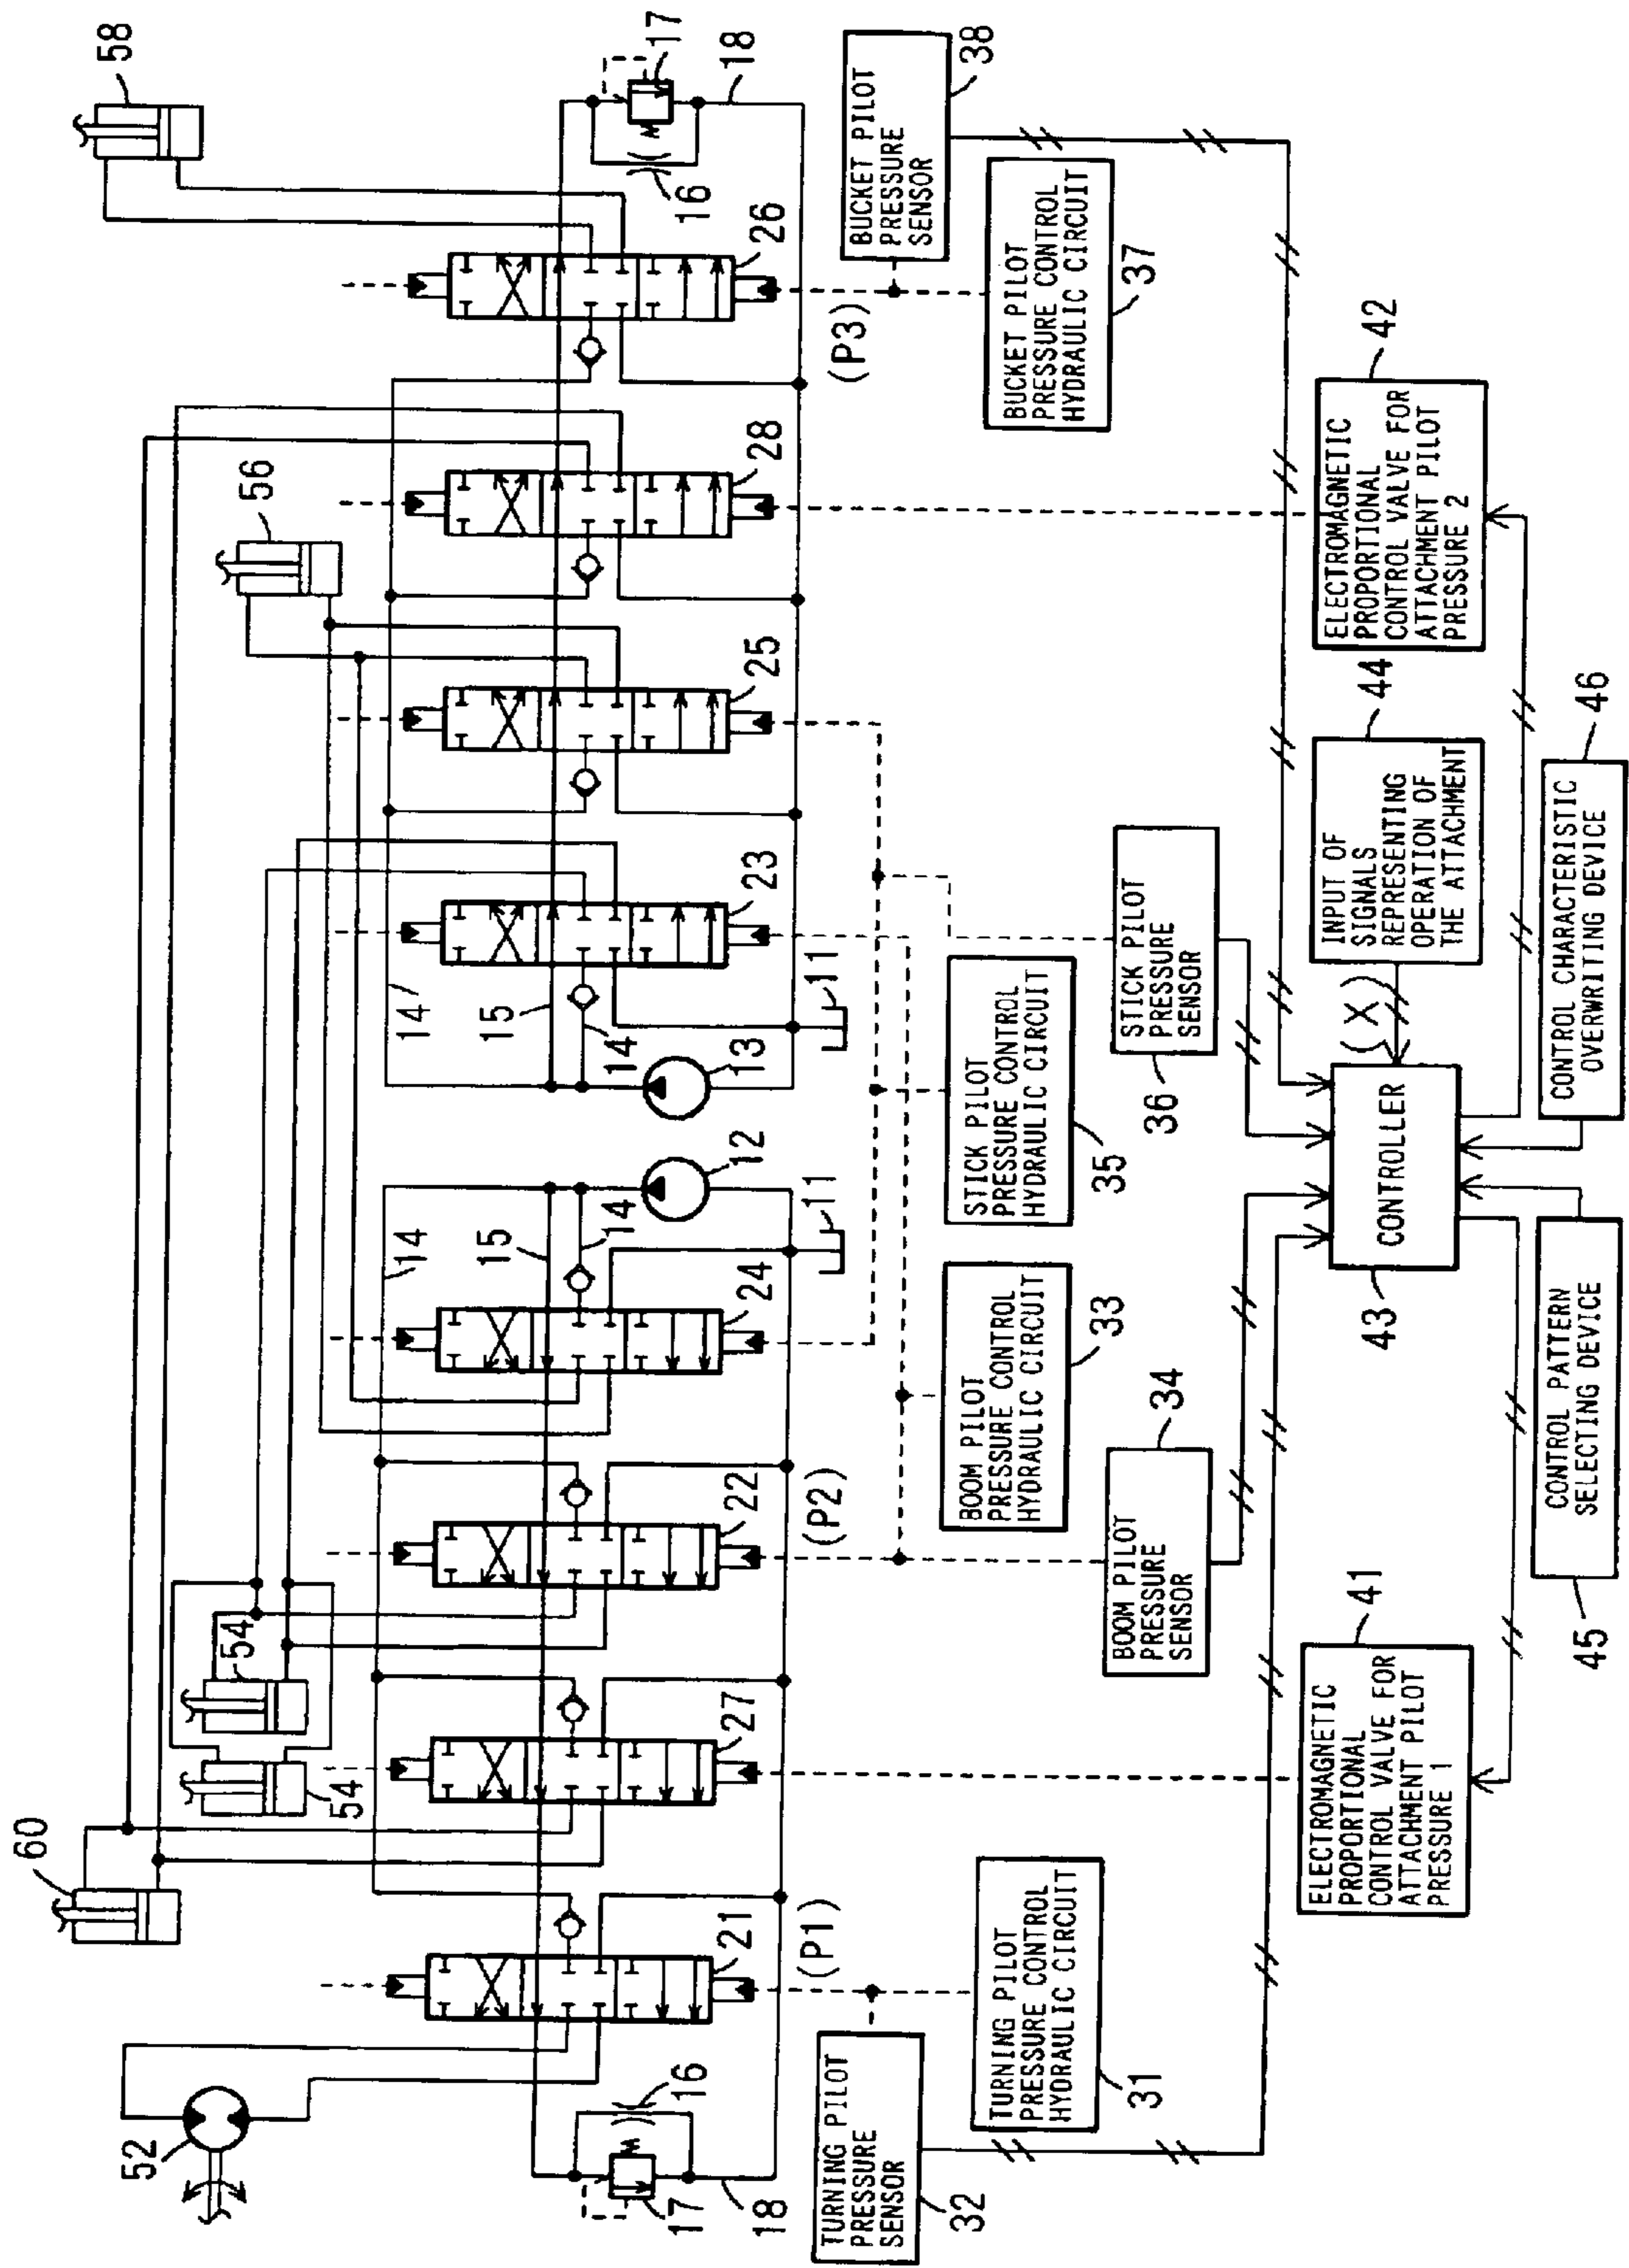 58
17
18
16
26
BUCKET PILOT
PRESSURE
SENSOR
38
BUCKET PILOT
PRESSURE CONTROL
HYDRAULIC CIRCUIT
37
(P3)
28
42
ELECTROMAGNETIC
PROPORTIONAL
CONTROL VALVE FOR
ATTACHMENT PILOT
PRESSURE 2
56
25
44
INPUT OF
SIGNALS
REPRESENTING
OPERATION OF
THE ATTACHMENT
46
CONTROL CHARACTERISTIC
OVERWRITING DEVICE
(X)
23
14
15
14
13
11
STICK PILOT
PRESSURE
SENSOR
36
STICK PILOT
PRESSURE CONTROL
HYDRAULIC CIRCUIT
35
CONTROLLER
43
12
11
14
15
14
24
BOOM PILOT
PRESSURE CONTROL
HYDRAULIC CIRCUIT
33
BOOM PILOT
PRESSURE
SENSOR
34
CONTROL PATTERN
SELECTING DEVICE
45
22
(P2)
54
54
27
41
ELECTROMAGNETIC
PROPORTIONAL
CONTROL VALVE FOR
ATTACHMENT PILOT
PRESSURE 1
60
21
(P1)
TURNING PILOT
PRESSURE CONTROL
HYDRAULIC CIRCUIT
31
TURNING PILOT
PRESSURE
SENSOR
32
52
16
17
18